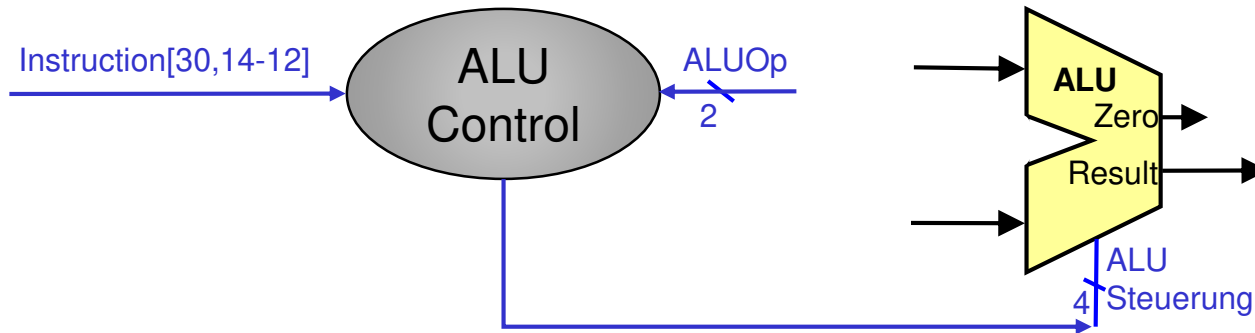 Instruction[30,14-12]
ALU
Control
ALUOp
2
ALU
Zero
Result
ALU
4 Steuerung